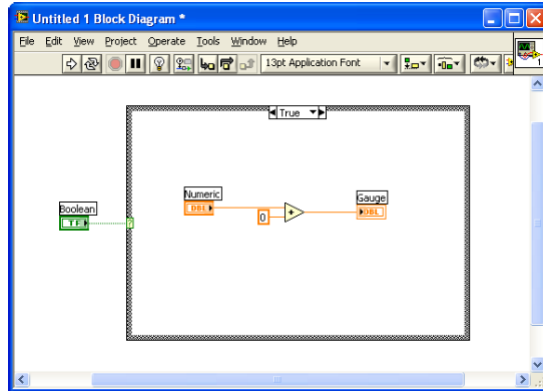 Untitled 1 Block Diagram *
File Edit View Project Operate Tools Window Help
13pt Application Font
1
True
Numeric
DBL
0
Gauge
DBL
Boolean
TF
?